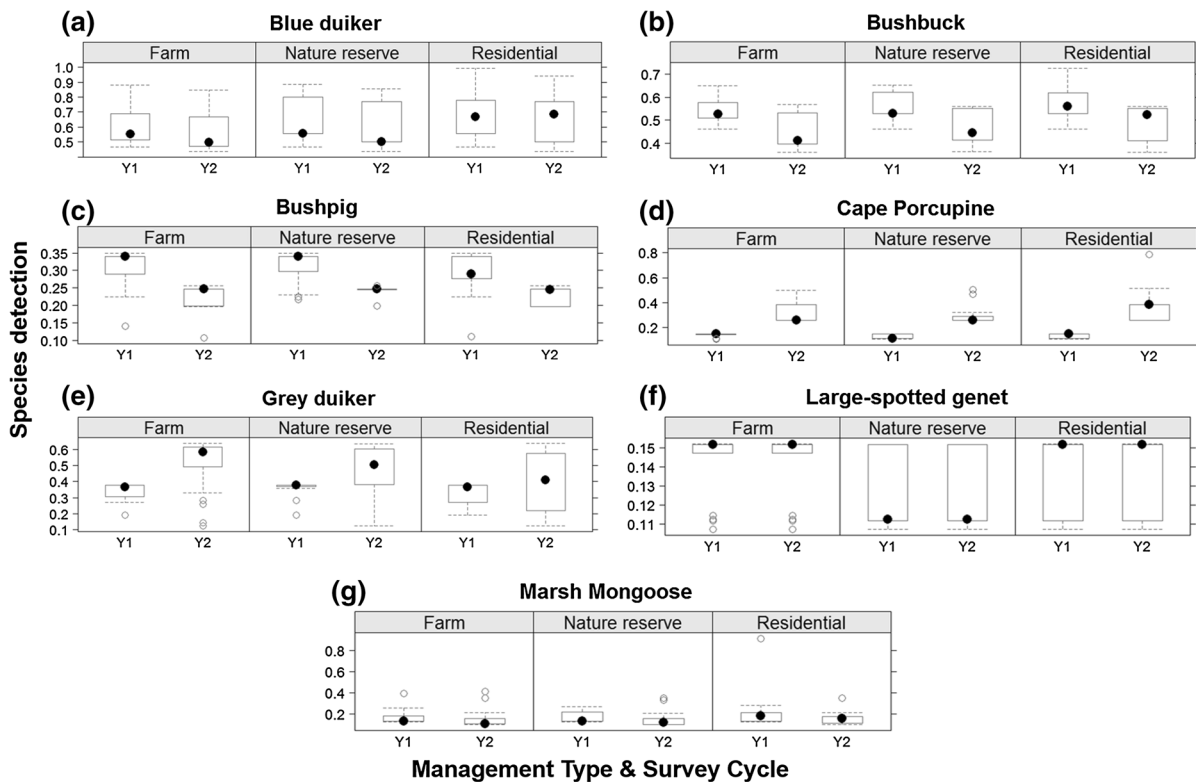 (a) Blue duiker
Farm Nature reserve Residential
1.0
0.9
0.8
0.7
0.6
0.5
Y1 Y2 Y1 Y2 Y1 Y2
(b) Bushbuck
Farm Nature reserve Residential
0.7
0.6
0.5
0.4
Y1 Y2 Y1 Y2 Y1 Y2
(c) Bushpig
Farm Nature reserve Residential
0.35
0.30
0.25
0.20
0.15
0.10
Y1 Y2 Y1 Y2 Y1 Y2
(d) Cape Porcupine
Farm Nature reserve Residential
0.8
0.6
0.4
0.2
Y1 Y2 Y1 Y2 Y1 Y2
Species detection
(e) Grey duiker
Farm Nature reserve Residential
0.6
0.5
0.4
0.3
0.2
0.1
Y1 Y2 Y1 Y2 Y1 Y2
(f) Large-spotted genet
Farm Nature reserve Residential
0.15
0.14
0.13
0.12
0.11
Y1 Y2 Y1 Y2 Y1 Y2
(g) Marsh Mongoose
Farm Nature reserve Residential
0.8
0.6
0.4
0.2
Y1 Y2 Y1 Y2 Y1 Y2
Management Type & Survey Cycle